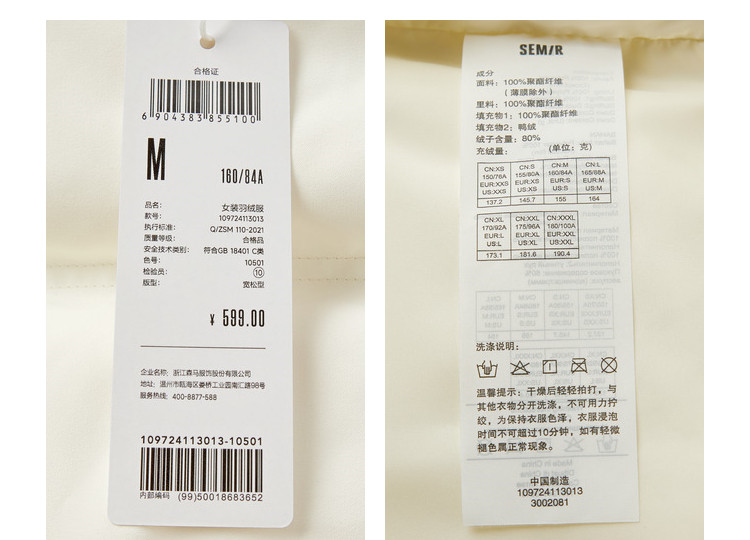 合格证
6 904383 855100
M
160/84A
品名: 女装羽绒服
款号: 109724113013
执行标准: Q/ZSM 110-2021
质量等级: 合格品
安全技术类别: 符合GB 18401 C类
色号: 10501
检验员: ⑩
版型: 宽松型
¥ 599.00
企业名称: 浙江森马服饰股份有限公司
地址: 温州市瓯海区娄桥工业园南汇路98号
服务热线: 400-8877-588
109724113013-10501
内部编码 (99)50018683652
SEMIR
成分
面料: 100%聚酯纤维
(薄膜除外)
里料: 100%聚酯纤维
填充物1: 100%聚酯纤维
填充物2: 鸭绒
绒子含量: 80%
充绒量: (单位: 克)
CN:XS CN:S CN:M CN:L
150/76A 155/80A 160/84A 165/88A
EUR:XXS EUR:XS EUR:S EUR:M
US:XXS US:XS US:S US:M
137.2 145.7 155 164
CN:XL CN:XXL CN:XXXL
170/92A 175/96A 180/100A
EUR:L EUR:XL EUR:XXL
US:L US:XL US:XXL
173.1 181.6 190.4
洗涤说明:
温馨提示: 干燥后轻轻拍打, 与
其他衣物分开洗涤, 不可用力拧
绞, 为保持衣服色泽, 衣服浸泡
时间不可超过10分钟, 如有轻微
褪色属正常现象。
中国制造
109724113013
3002081